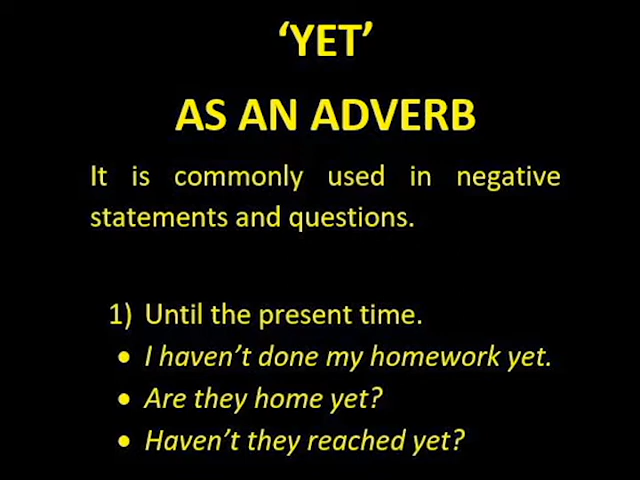 ‘YET’
AS AN ADVERB
It is commonly used in negative
statements and questions.
1) Until the present time.
• I haven’t done my homework yet.
• Are they home yet?
• Haven’t they reached yet?